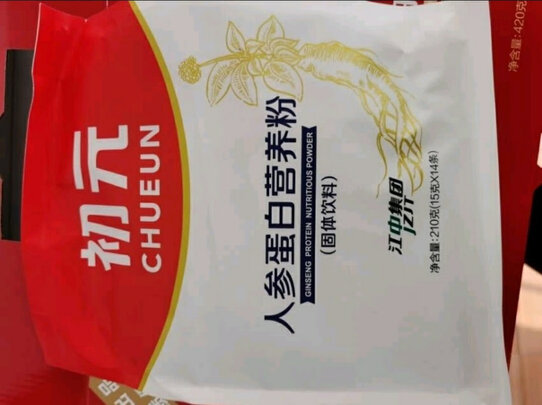 初元
CHUEUN
人参蛋白营养粉
GINSENG PROTEIN NUTRITIOUS POWDER
(固体饮料)
江中集团
JZJT
净含量:210克(15克X14条)
净含量:420克